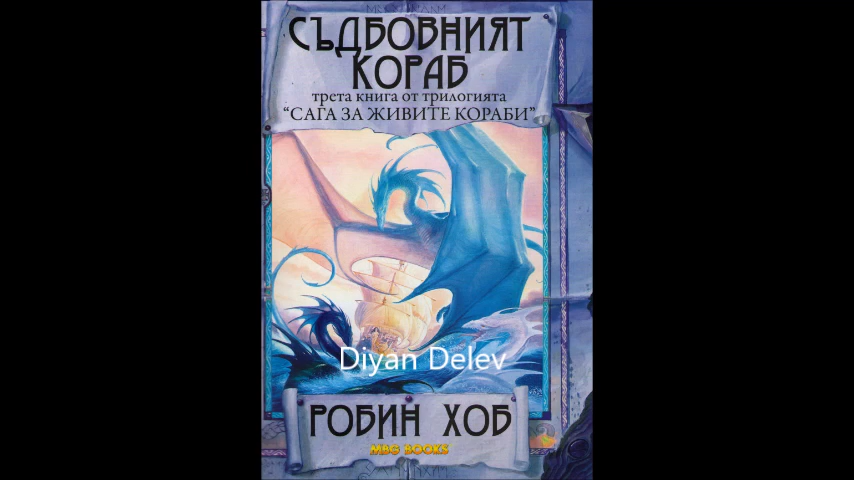 СЪДБОВНИЯТ
КОРАБ
трета книга от трилогията
“САГА ЗА ЖИВИТЕ КОРАБИ”
Diyan Delev
РОБИН ХОБ
MBG BOOKS